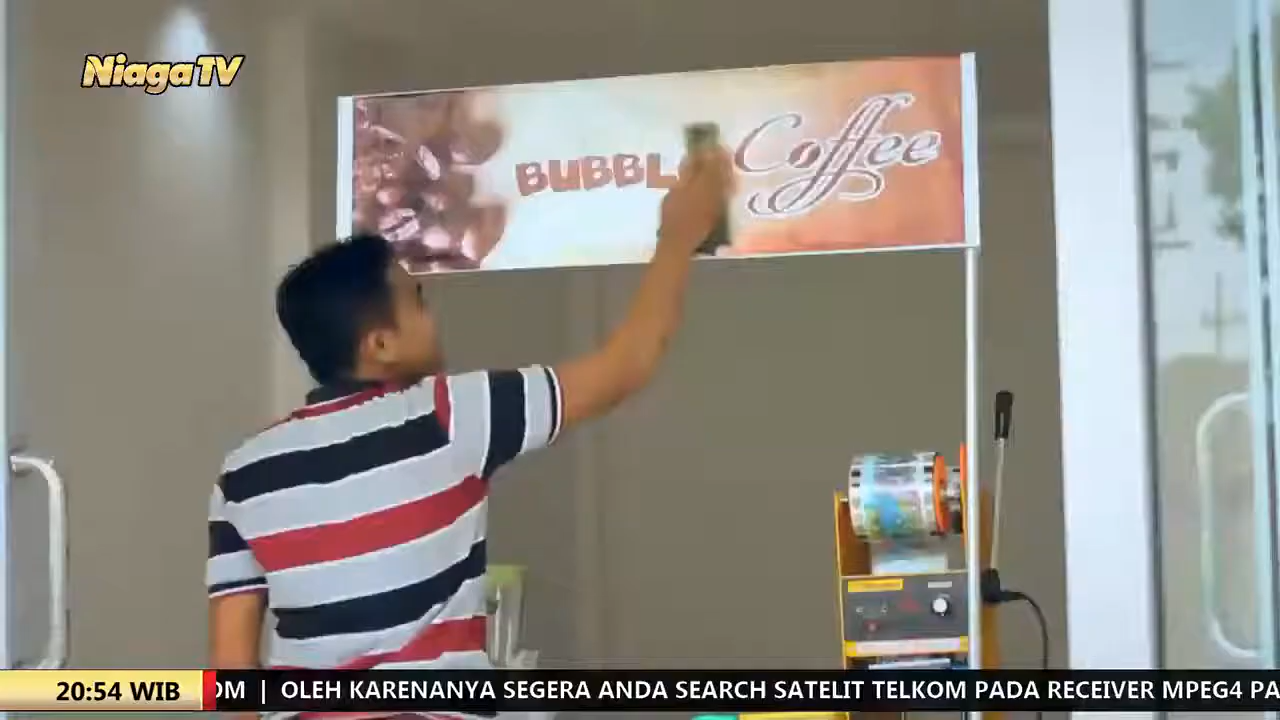 NiagaTV
BUBBL
Coffee
20:54 WIB
OM | OLEH KARENANYA SEGERA ANDA SEARCH SATELIT TELKOM PADA RECEIVER MPEG4 PA